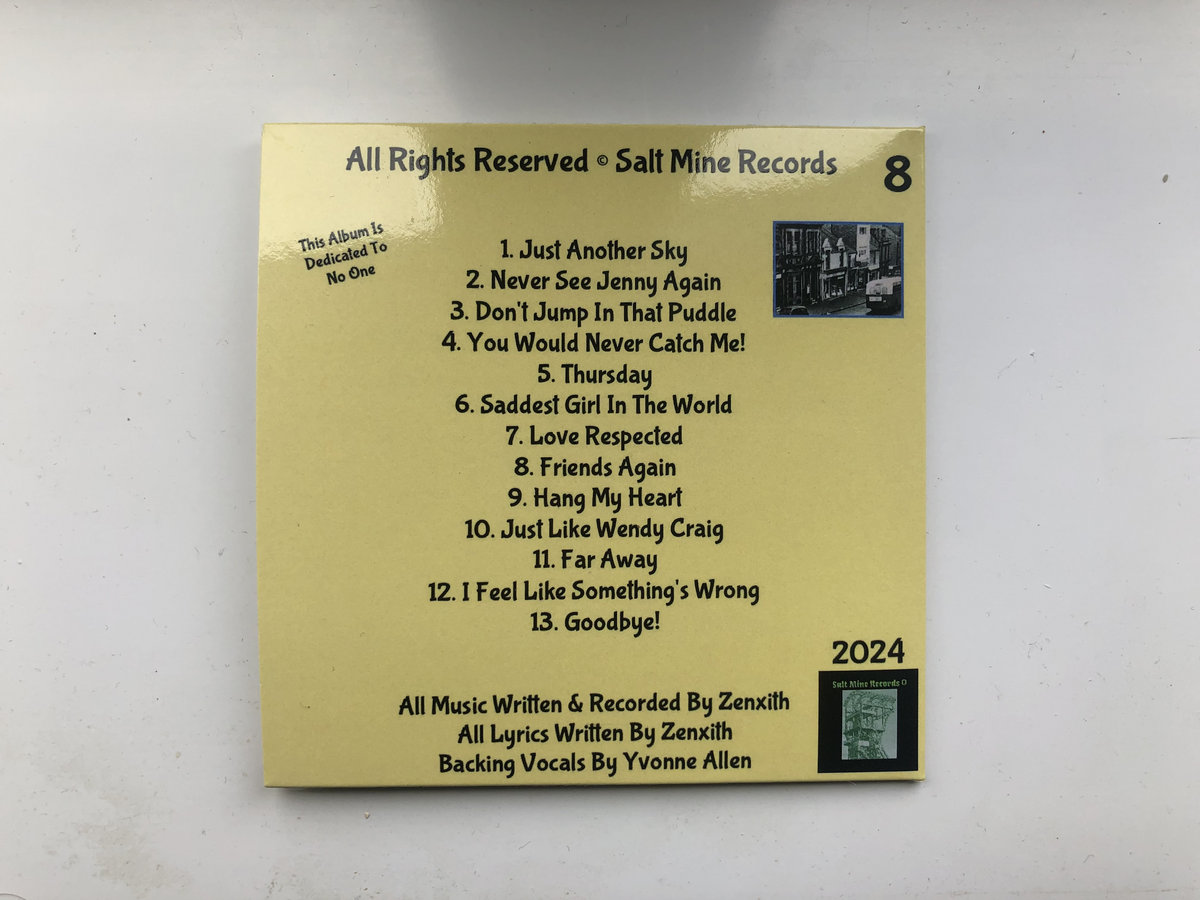 All Rights Reserved © Salt Mine Records
8
This Album Is
Dedicated To
No One
1. Just Another Sky
2. Never See Jenny Again
3. Don't Jump In That Puddle
4. You Would Never Catch Me!
5. Thursday
6. Saddest Girl In The World
7. Love Respected
8. Friends Again
9. Hang My Heart
10. Just Like Wendy Craig
11. Far Away
12. I Feel Like Something's Wrong
13. Goodbye!
2024
Salt Mine Records ©
All Music Written & Recorded By Zenxith
All Lyrics Written By Zenxith
Backing Vocals By Yvonne Allen